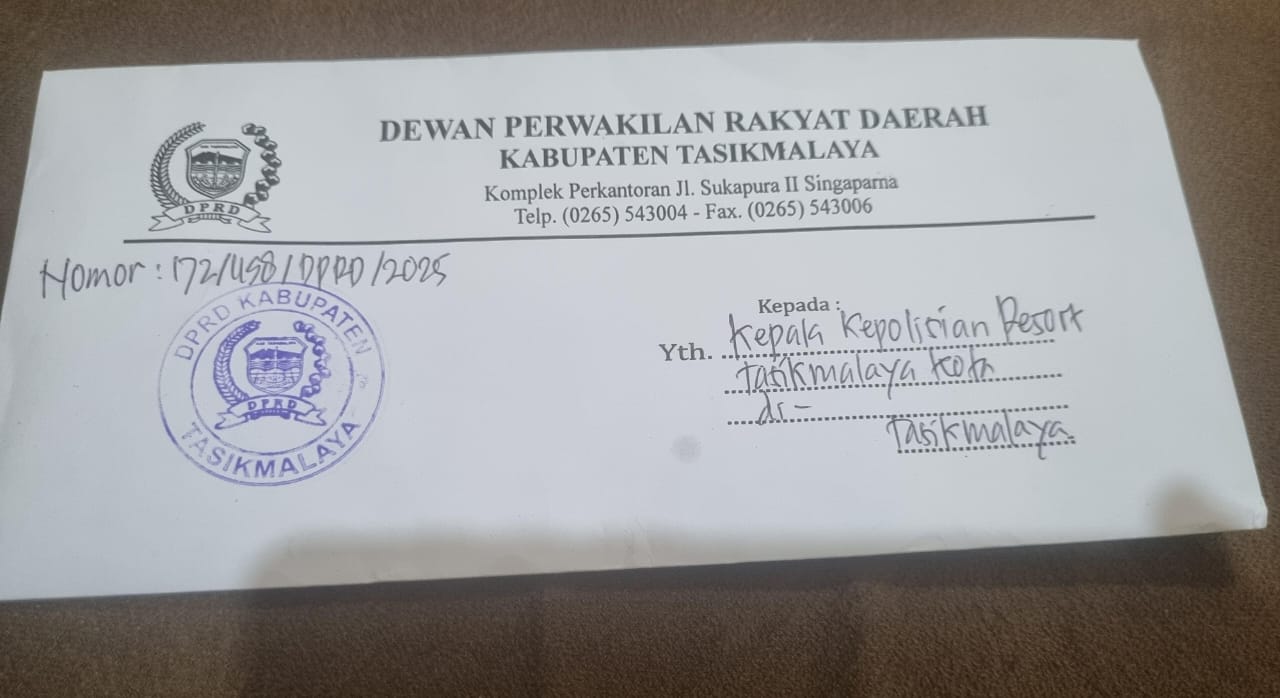 DEWAN PERWAKILAN RAKYAT DAERAH
KABUPATEN TASIKMALAYA
Komplek Perkantoran Jl. Sukapura II Singaparna
Telp. (0265) 543004 - Fax. (0265) 543006
DPRD
Nomor : 172/458/DPRD/2025
DPRD KABUPATEN
DPRD
TASIKMALAYA
Kepada :
Yth. Kepala Kepolisian Resort
Tasikmalaya Kota
di -
Tasikmalaya